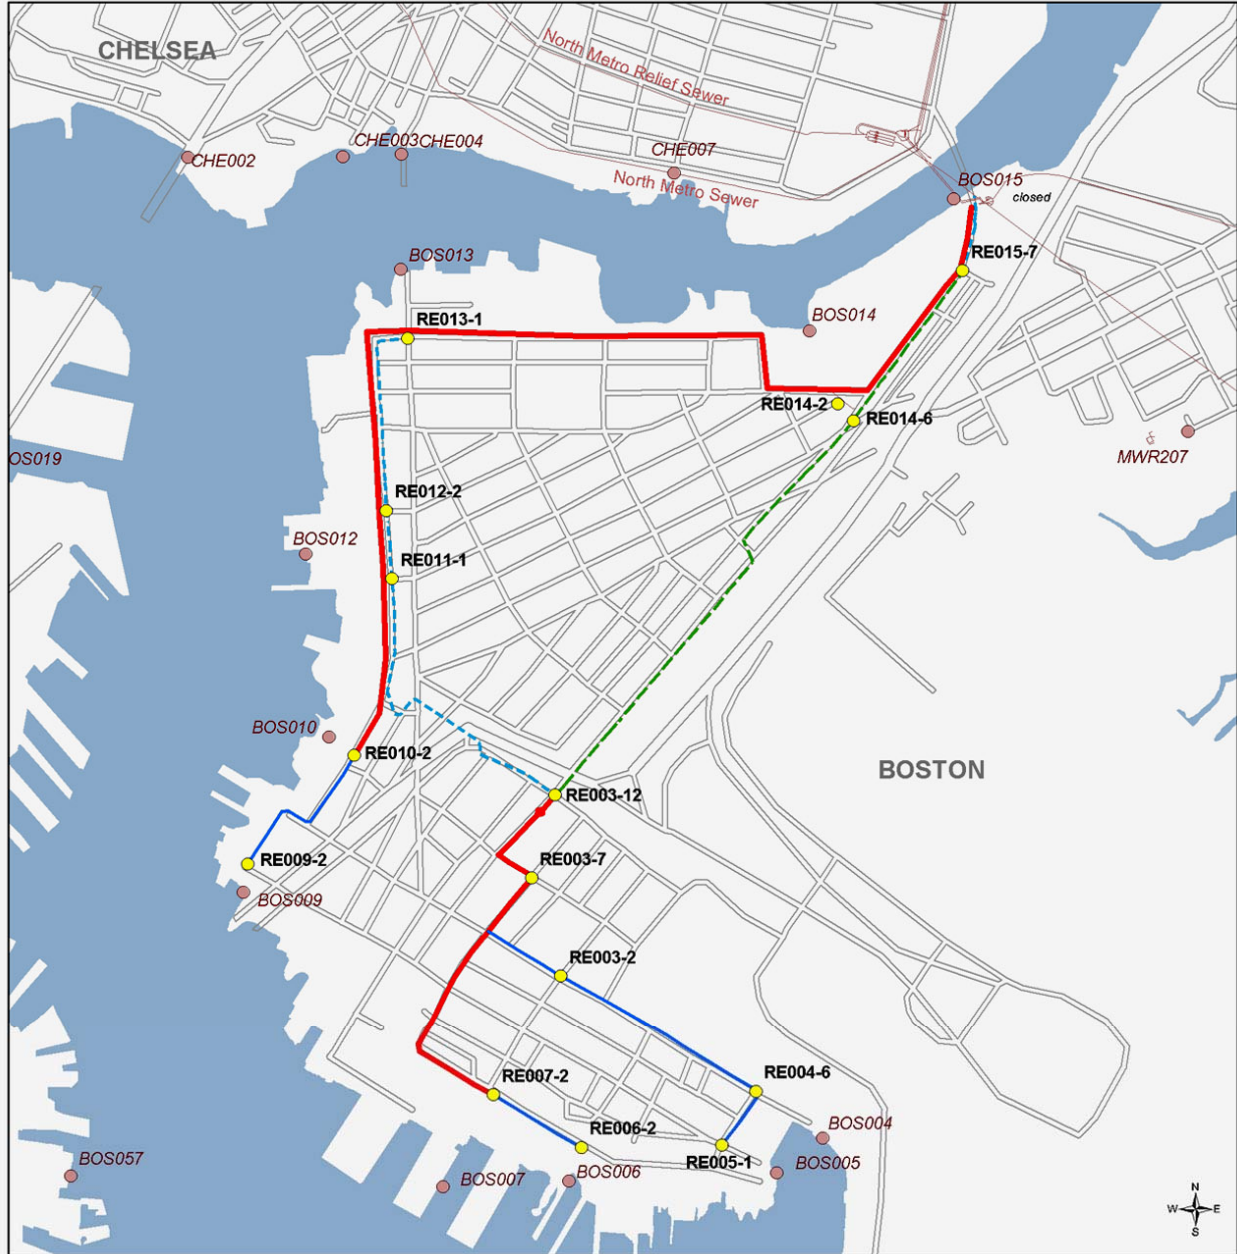 CHELSEA
North Metro Relief Sewer
CHE003
CHE004
CHE002
CHE007
North Metro Sewer
BOS015
closed
BOS013
RE015-7
RE013-1
BOS014
RE014-2
RE014-6
OS019
MWR207
RE012-2
BOS012
RE011-1
BOS010
RE010-2
BOSTON
RE003-12
RE009-2
RE003-7
BOS009
RE003-2
RE007-2
RE004-6
RE006-2
BOS004
BOS057
BOS007
BOS006
RE005-1
BOS005
N
W E
S